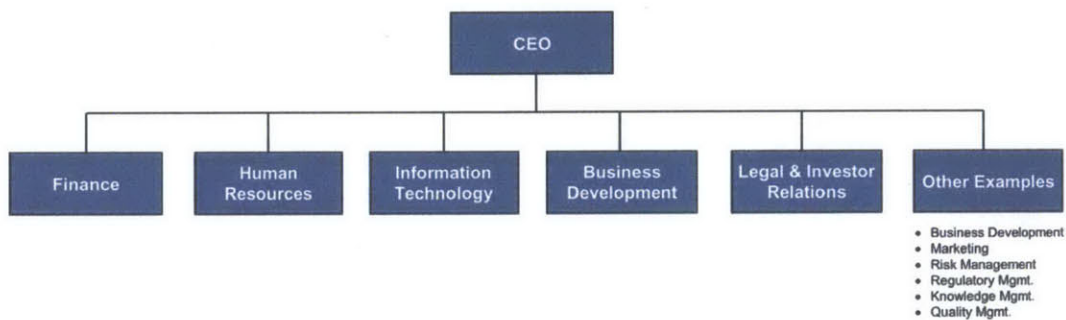 CEO
Finance
Human
Resources
Information
Technology
Business
Development
Legal & Investor
Relations
Other Examples
• Business Development
• Marketing
• Risk Management
• Regulatory Mgmt.
• Knowledge Mgmt.
• Quality Mgmt.